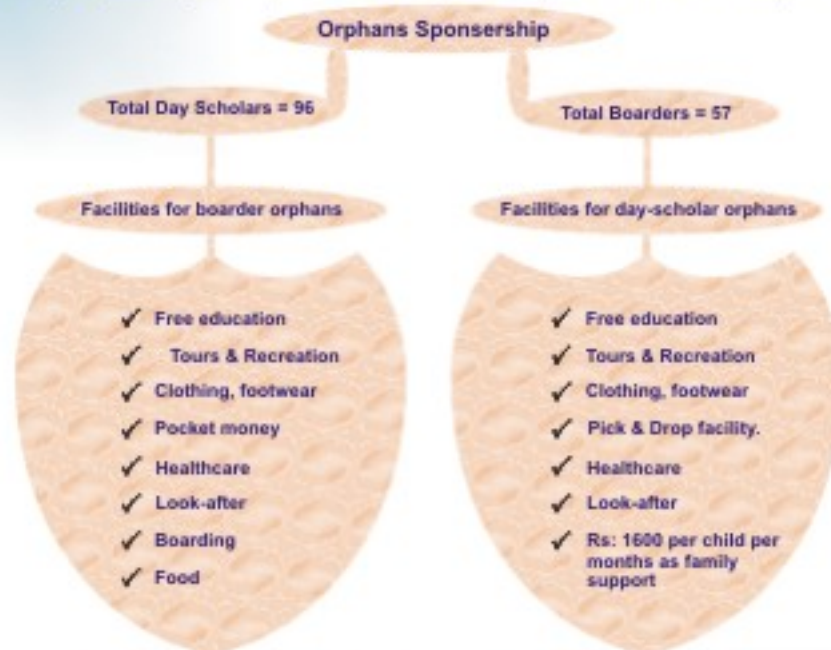 Orphans Sponsership
Total Day Scholars = 96
Total Boarders = 57
Facilities for boarder orphans
Facilities for day-scholar orphans
Free education
Tours & Recreation
Clothing, footwear
Pocket money
Healthcare
Look-after
Boarding
Food
Free education
Tours & Recreation
Clothing, footwear
Pick & Drop facility.
Healthcare
Look-after
Rs: 1600 per child per
months as family
support